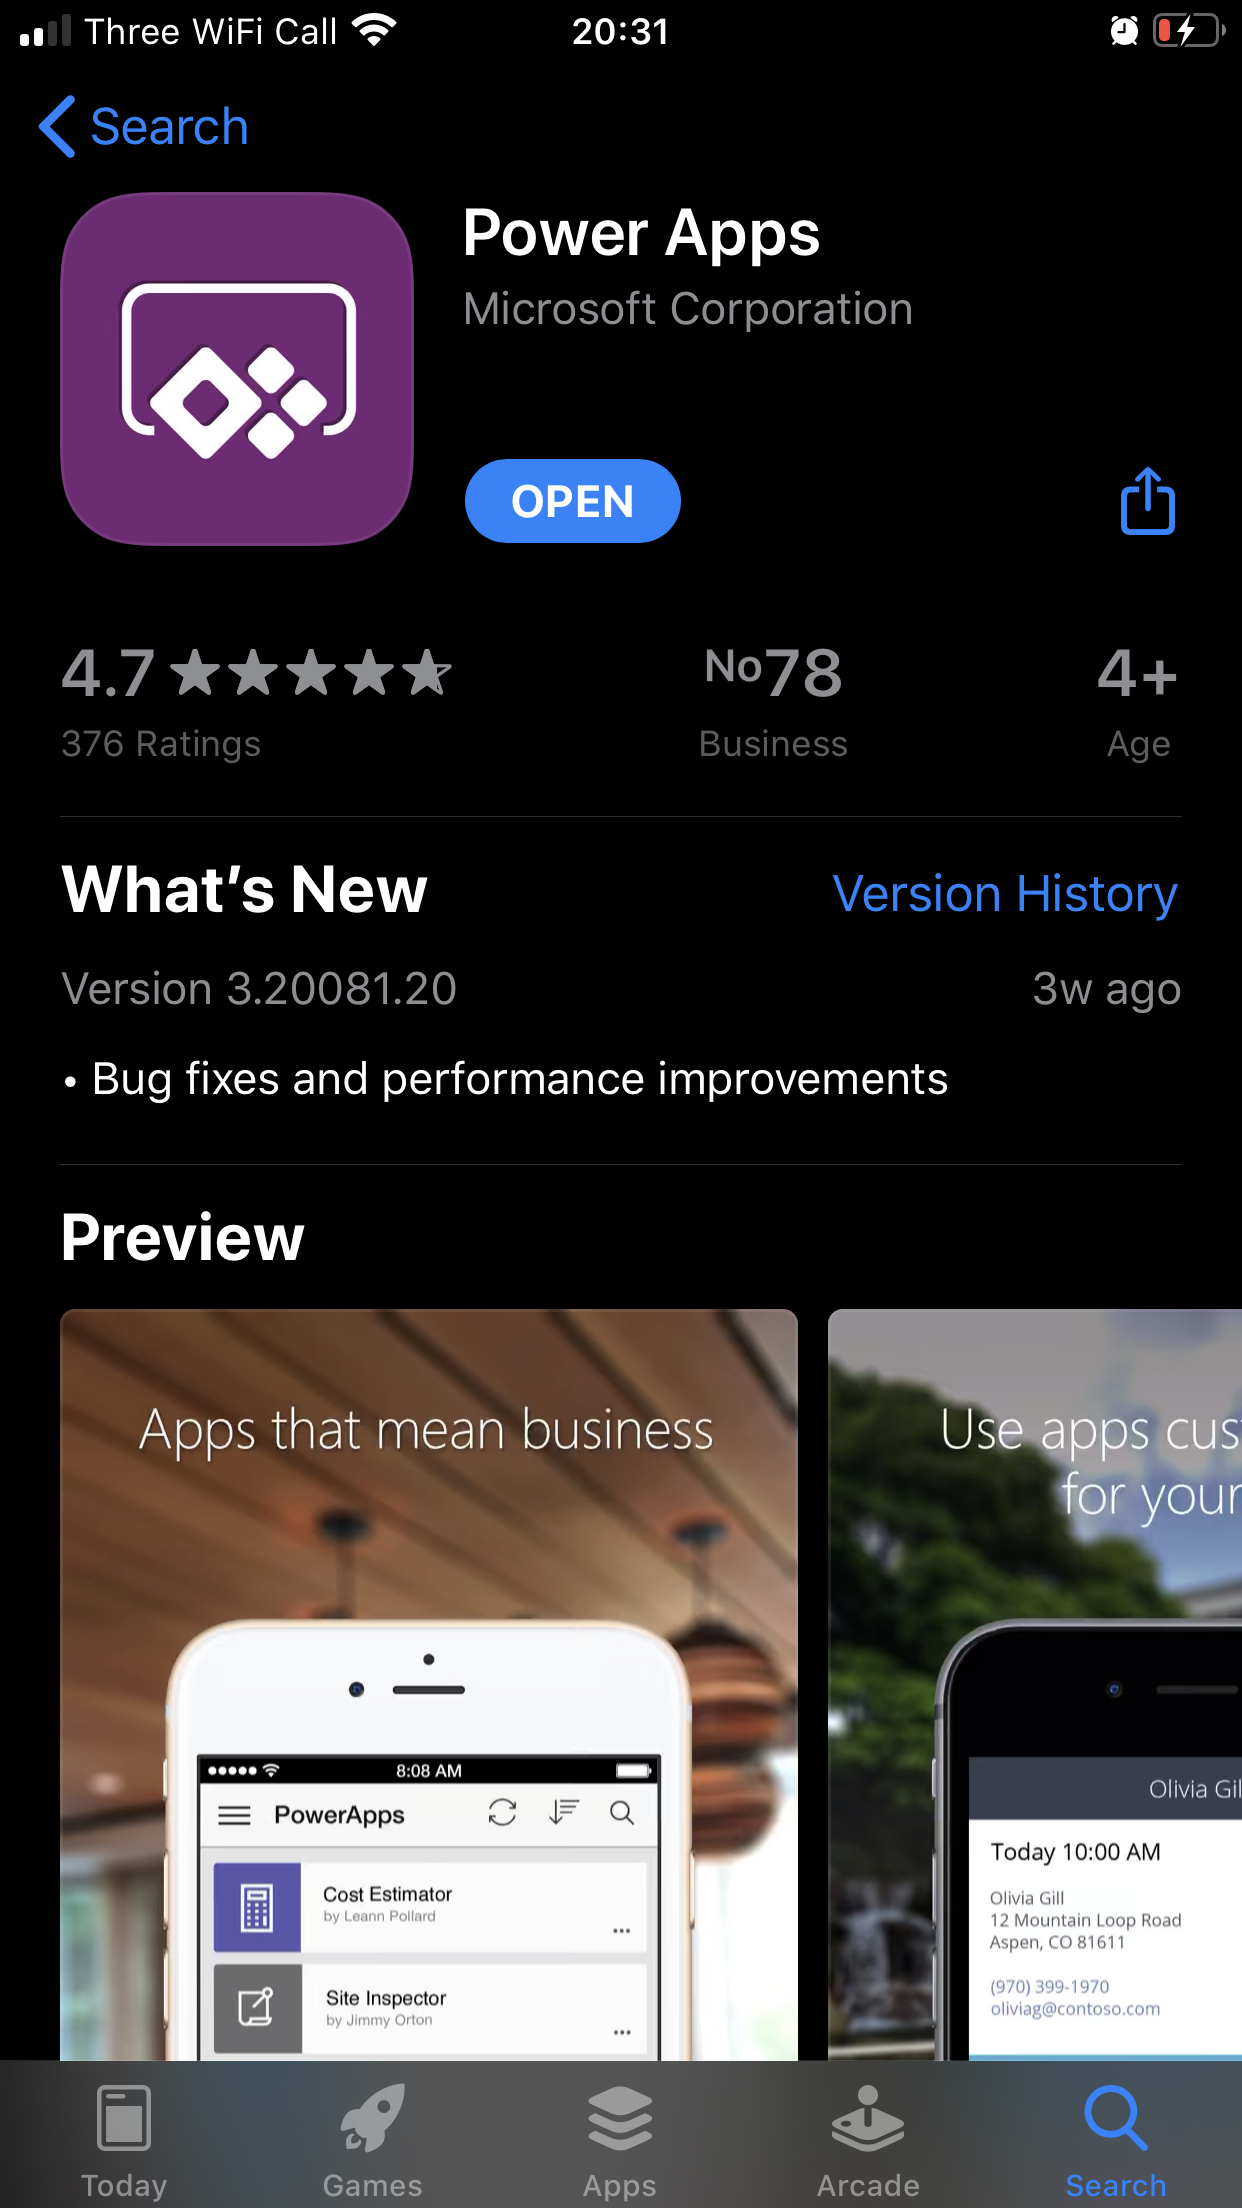 Three WiFi Call
20:31
Search
Power Apps
Microsoft Corporation
OPEN
4.7
№78
4+
376 Ratings
Business
Age
What's New
Version History
Version 3.20081.20
3w ago
• Bug fixes and performance improvements
Preview
Apps that mean business
8:08 AM
PowerApps
Cost Estimator
by Leann Pollard
Site Inspector
by Jimmy Orton
Use apps cus
for your
Olivia Gil
Today 10:00 AM
Olivia Gill
12 Mountain Loop Road
Aspen, CO 81611
(970) 399-1970
oliviag@contoso.com
Today
Games
Apps
Arcade
Search